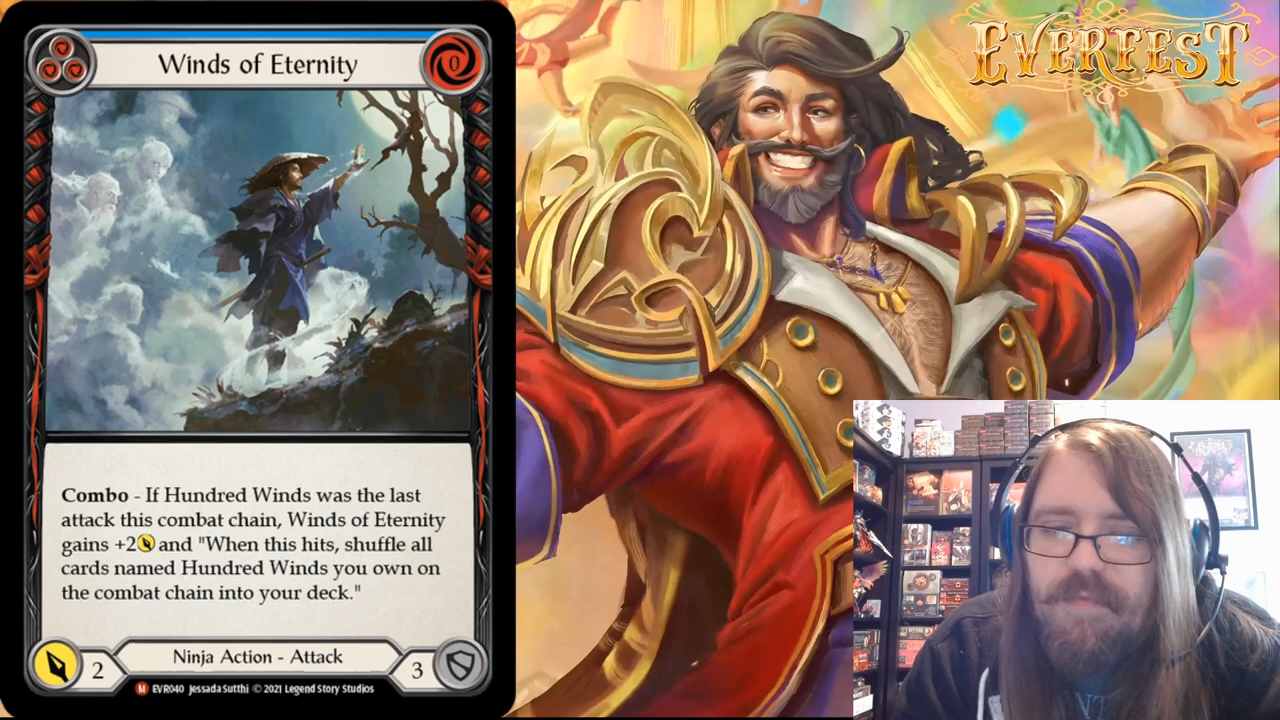 Winds of Eternity
0
Combo - If Hundred Winds was the last
attack this combat chain, Winds of Eternity
gains +2 and "When this hits, shuffle all
cards named Hundred Winds you own on
the combat chain into your deck."
2
Ninja Action - Attack
3
M EVR040 Jessada Sutthi © 2021 Legend Story Studios
EVERFEST